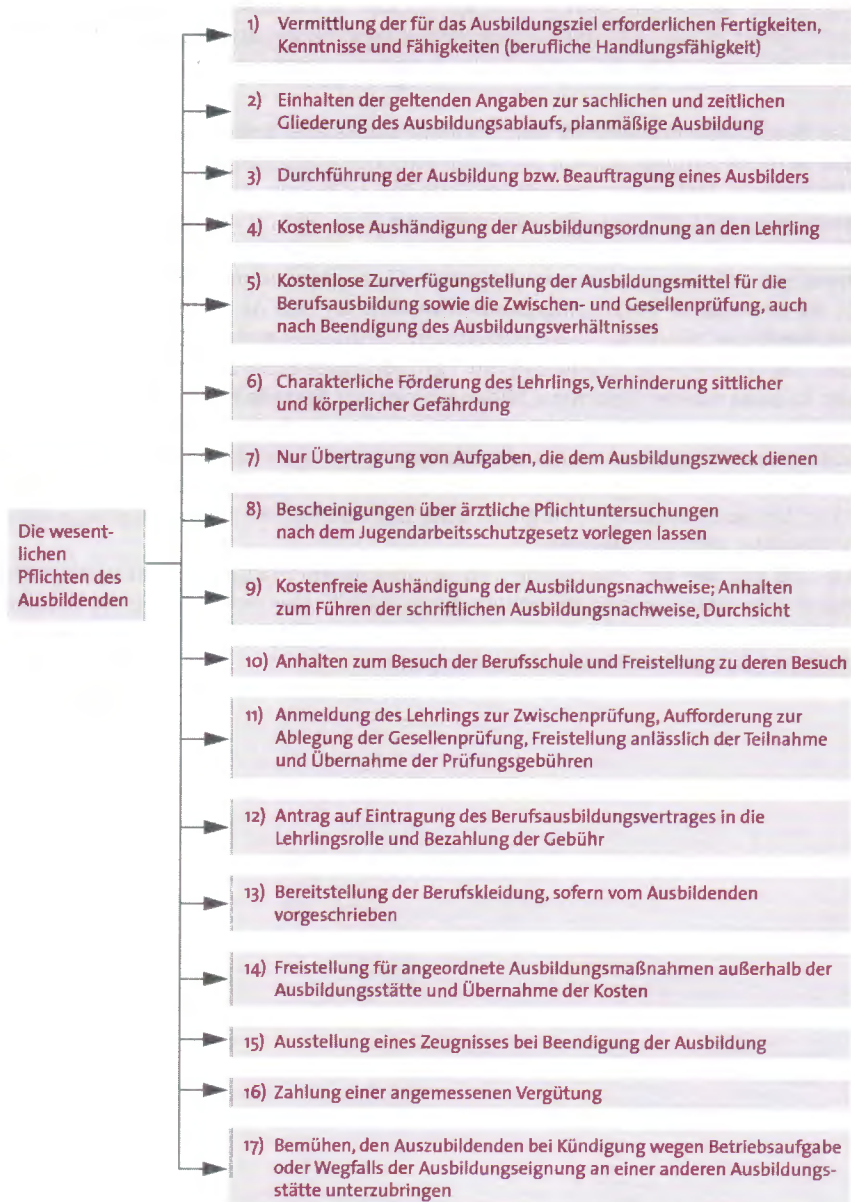 1) Vermittlung der für das Ausbildungsziel erforderlichen Fertigkeiten,
Kenntnisse und Fähigkeiten (berufliche Handlungsfähigkeit)
2) Einhalten der geltenden Angaben zur sachlichen und zeitlichen
Gliederung des Ausbildungsablaufs, planmäßige Ausbildung
3) Durchführung der Ausbildung bzw. Beauftragung eines Ausbilders
4) Kostenlose Aushändigung der Ausbildungsordnung an den Lehrling
5) Kostenlose Zurverfügungstellung der Ausbildungsmittel für die
Berufsausbildung sowie die Zwischen- und Gesellenprüfung, auch
nach Beendigung des Ausbildungsverhältnisses
6) Charakterliche Förderung des Lehrlings, Verhinderung sittlicher
und körperlicher Gefährdung
7) Nur Übertragung von Aufgaben, die dem Ausbildungszweck dienen
8) Bescheinigungen über ärztliche Pflichtuntersuchungen
nach dem Jugendarbeitsschutzgesetz vorlegen lassen
Die wesent-
lichen
Pflichten des
Ausbildenden
9) Kostenfreie Aushändigung der Ausbildungsnachweise; Anhalten
zum Führen der schriftlichen Ausbildungsnachweise, Durchsicht
10) Anhalten zum Besuch der Berufsschule und Freistellung zu deren Besuch
11) Anmeldung des Lehrlings zur Zwischenprüfung, Aufforderung zur
Ablegung der Gesellenprüfung, Freistellung anlässlich der Teilnahme
und Übernahme der Prüfungsgebühren
12) Antrag auf Eintragung des Berufsausbildungsvertrages in die
Lehrlingsrolle und Bezahlung der Gebühr
13) Bereitstellung der Berufskleidung, sofern vom Ausbildenden
vorgeschrieben
14) Freistellung für angeordnete Ausbildungsmaßnahmen außerhalb der
Ausbildungsstätte und Übernahme der Kosten
15) Ausstellung eines Zeugnisses bei Beendigung der Ausbildung
16) Zahlung einer angemessenen Vergütung
17) Bemühen, den Auszubildenden bei Kündigung wegen Betriebsaufgabe
oder Wegfalls der Ausbildungseignung an einer anderen Ausbildungs-
stätte unterzubringen